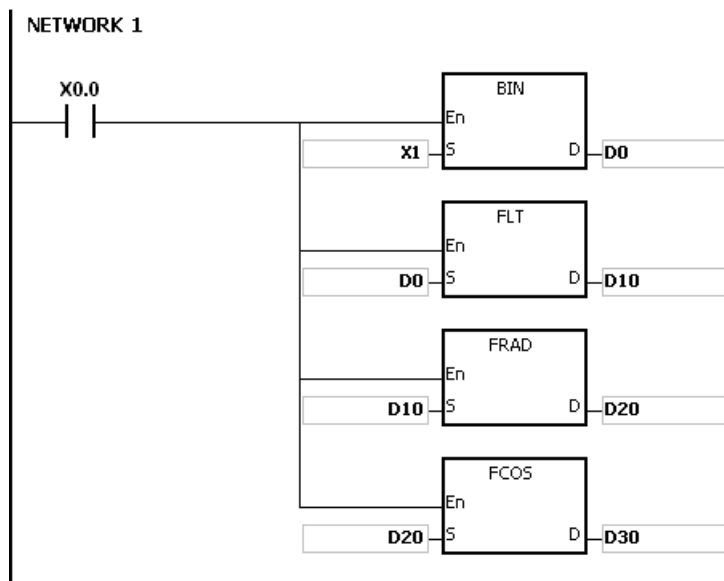 NETWORK 1
X0.0
BIN
En
X1 S D D0
FLT
En
D0 S D D10
FRAD
En
D10 S D D20
FCOS
En
D20 S D D30